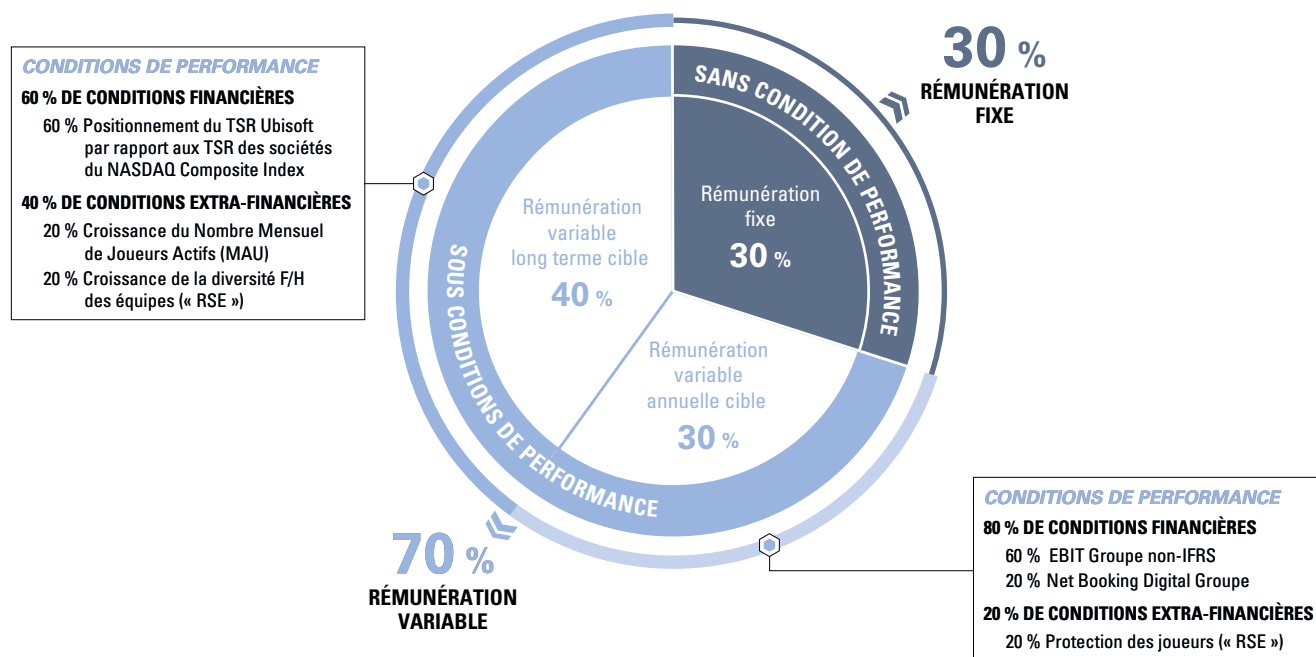 CONDITIONS DE PERFORMANCE
60 % DE CONDITIONS FINANCIÈRES
60 % Positionnement du TSR Ubisoft
par rapport aux TSR des sociétés
du NASDAQ Composite Index
40 % DE CONDITIONS EXTRA-FINANCIÈRES
20 % Croissance du Nombre Mensuel
de Joueurs Actifs (MAU)
20 % Croissance de la diversité F/H
des équipes (« RSE »)
30 %
RÉMUNÉRATION
FIXE
SANS CONDITION DE PERFORMANCE
Rémunération
fixe
30 %
Rémunération
variable
long terme cible
40 %
Rémunération
variable
annuelle cible
30 %
SOUS CONDITIONS DE PERFORMANCE
70 %
RÉMUNÉRATION
VARIABLE
CONDITIONS DE PERFORMANCE
80 % DE CONDITIONS FINANCIÈRES
60 % EBIT Groupe non-IFRS
20 % Net Booking Digital Groupe
20 % DE CONDITIONS EXTRA-FINANCIÈRES
20 % Protection des joueurs (« RSE »)